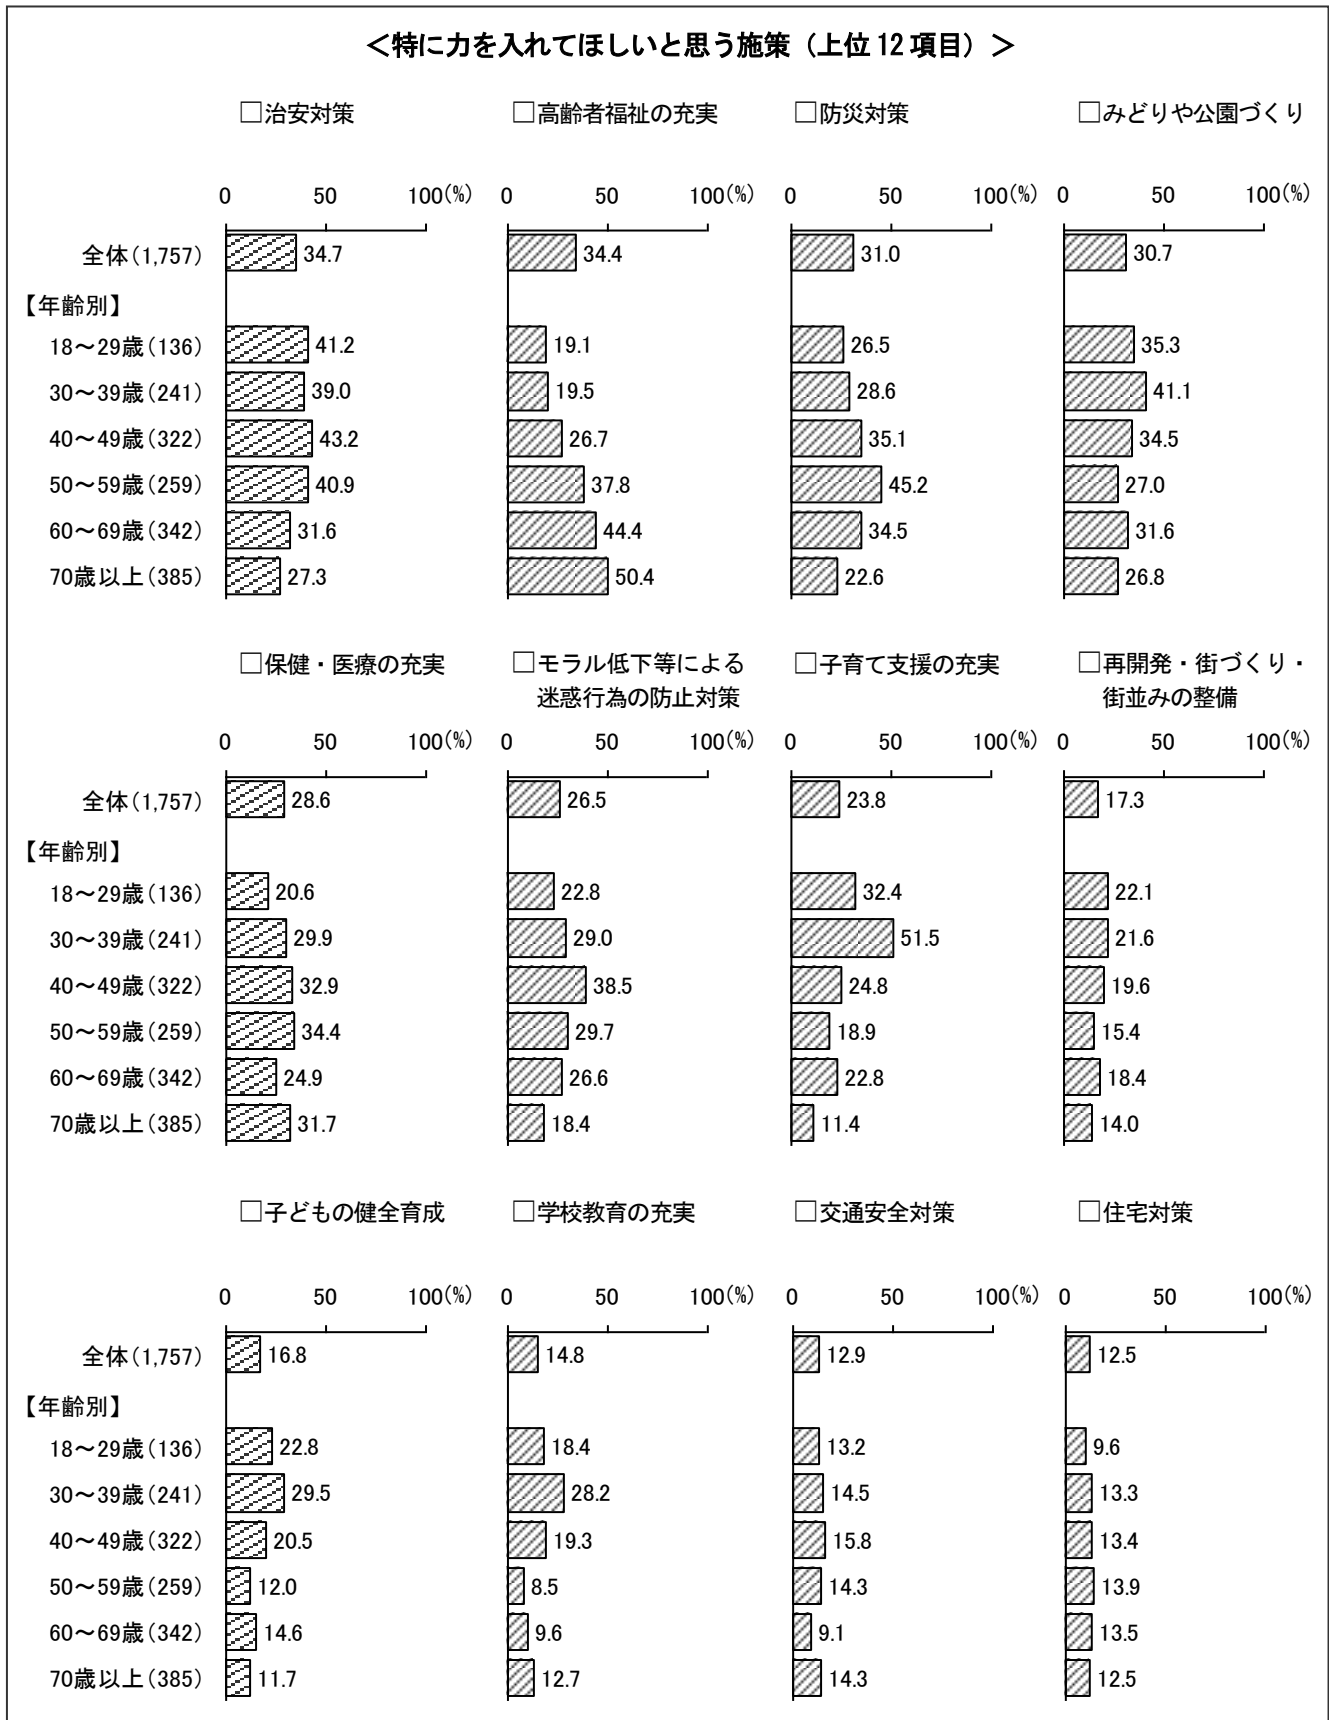 ＜特に力を入れてほしいと思う施策（上位12項目）＞
□治安対策 □高齢者福祉の充実 □防災対策 □みどりや公園づくり
0 50 100(%) 0 50 100(%) 0 50 100(%) 0 50 100(%)
全体(1,757) 34.7 34.4 31.0 30.7
【年齢別】
18～29歳(136) 41.2 19.1 26.5 35.3
30～39歳(241) 39.0 19.5 28.6 41.1
40～49歳(322) 43.2 26.7 35.1 34.5
50～59歳(259) 40.9 37.8 45.2 27.0
60～69歳(342) 31.6 44.4 34.5 31.6
70歳以上(385) 27.3 50.4 22.6 26.8
□保健・医療の充実 □モラル低下等による □子育て支援の充実 □再開発・街づくり・
迷惑行為の防止対策 街並みの整備
0 50 100(%) 0 50 100(%) 0 50 100(%) 0 50 100(%)
全体(1,757) 28.6 26.5 23.8 17.3
【年齢別】
18～29歳(136) 20.6 22.8 32.4 22.1
30～39歳(241) 29.9 29.0 51.5 21.6
40～49歳(322) 32.9 38.5 24.8 19.6
50～59歳(259) 34.4 29.7 18.9 15.4
60～69歳(342) 24.9 26.6 22.8 18.4
70歳以上(385) 31.7 18.4 11.4 14.0
□子どもの健全育成 □学校教育の充実 □交通安全対策 □住宅対策
0 50 100(%) 0 50 100(%) 0 50 100(%) 0 50 100(%)
全体(1,757) 16.8 14.8 12.9 12.5
【年齢別】
18～29歳(136) 22.8 18.4 13.2 9.6
30～39歳(241) 29.5 28.2 14.5 13.3
40～49歳(322) 20.5 19.3 15.8 13.4
50～59歳(259) 12.0 8.5 14.3 13.9
60～69歳(342) 14.6 9.6 9.1 13.5
70歳以上(385) 11.7 12.7 14.3 12.5